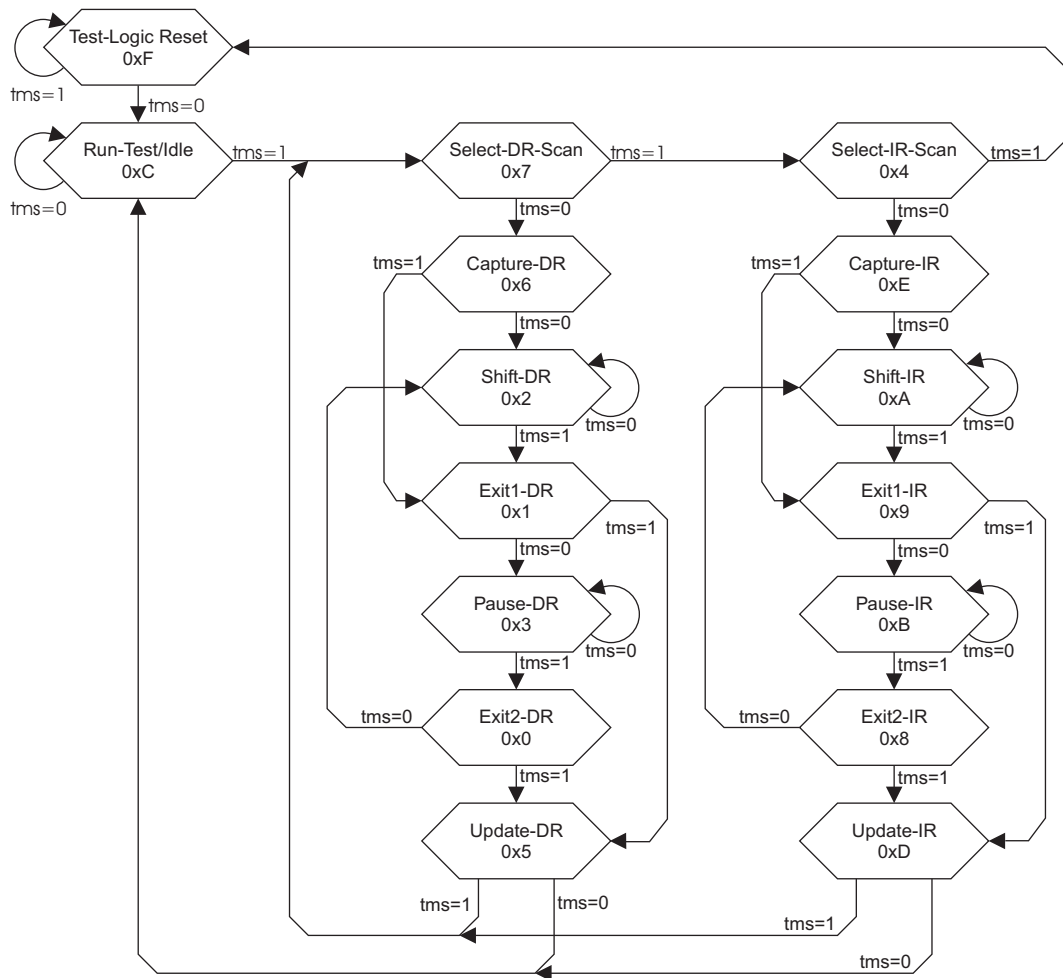 Test-Logic Reset
0xF
tms=1
tms=0
Run-Test/Idle
0xC
tms=1
tms=0
Select-DR-Scan
0x7
tms=1
tms=0
Select-IR-Scan
0x4
tms=1
tms=0
tms=1
Capture-DR
0x6
tms=0
tms=1
Capture-IR
0xE
tms=0
Shift-DR
0x2
tms=0
tms=1
Shift-IR
0xA
tms=0
tms=1
Exit1-DR
0x1
tms=1
tms=0
Exit1-IR
0x9
tms=1
tms=0
Pause-DR
0x3
tms=0
tms=1
Pause-IR
0xB
tms=0
tms=1
tms=0
Exit2-DR
0x0
tms=1
tms=0
Exit2-IR
0x8
tms=1
Update-DR
0x5
tms=1
tms=0
Update-IR
0xD
tms=1
tms=0